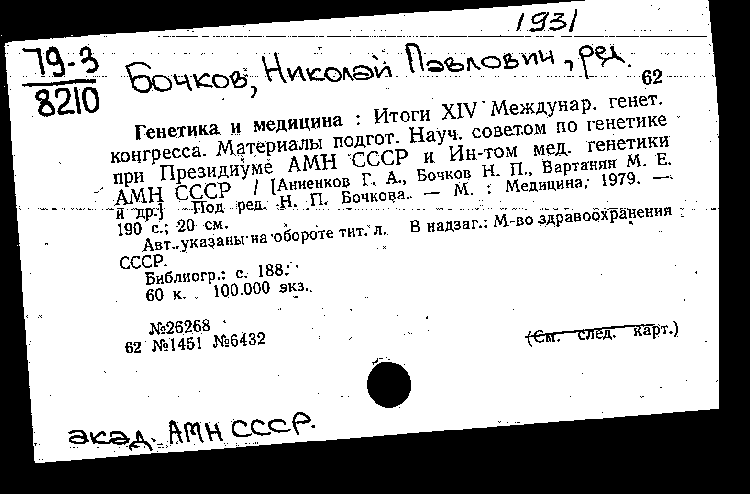 1931
79-3
8210
Бочков, Николай Павлович, ред.
62
Генетика и медицина : Итоги XIV Междунар. генет.
конгресса. Материалы подгот. Науч. советом по генетике
при Президиуме АМН СССР и Ин-том мед. генетики
АМН СССР / [Анненков Г. А., Бочков Н. П., Вартанян М. Е.
и др.] Под ред. Н. П. Бочкова. — М. : Медицина, 1979. —
190 с.; 20 см.
Авт. указаны на обороте тит. л. В надзаг.: М-во здравоохранения
СССР.
Библиогр.: с. 188.
60 к. 100.000 экз.
№26268
62 №1451 №6432
(См. след. карт.)
акад. АМН СССР.